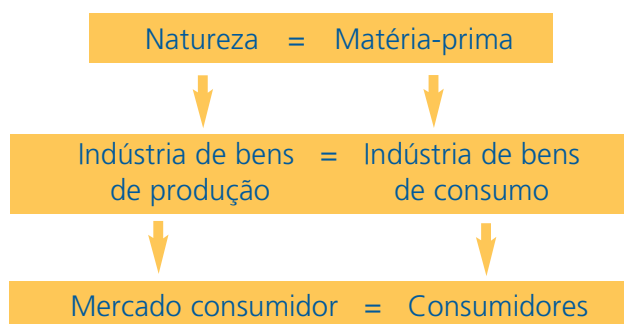 Natureza = Matéria-prima
Indústria de bens = Indústria de bens
de produção de consumo
Mercado consumidor = Consumidores